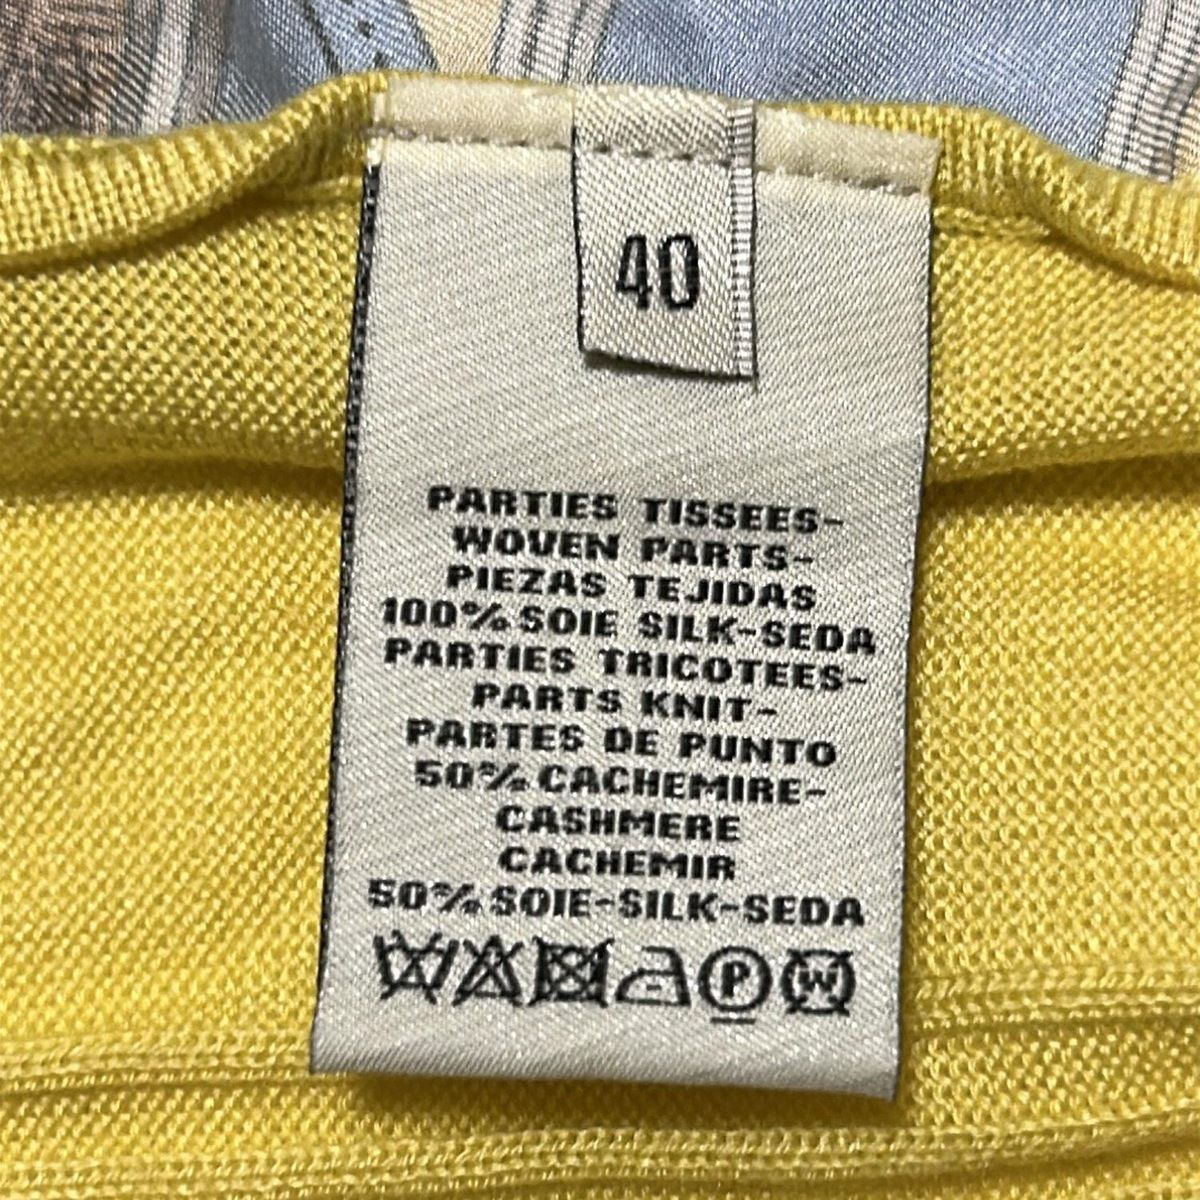 40
PARTIES TISSEES-
WOVEN PARTS-
PIEZAS TEJIDAS
100% SOIE SILK-SEDA
PARTIES TRICOTEES-
PARTS KNIT-
PARTES DE PUNTO
50% CACHEMIRE-
CASHMERE
CACHEMIR
50% SOIE-SILK-SEDA
P W